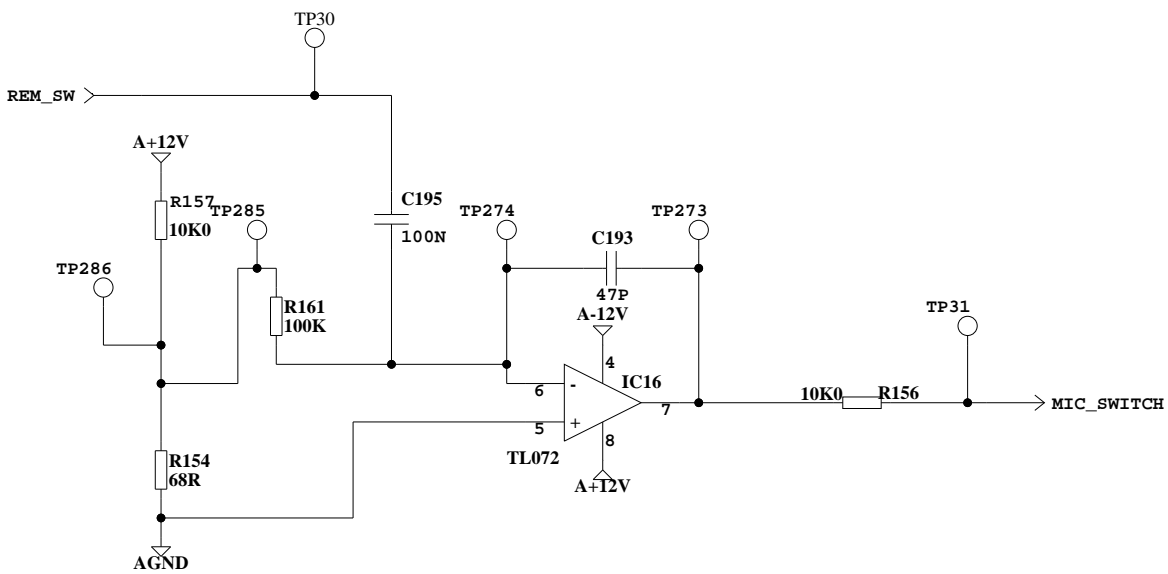 TP30
REM_SW
A+12V
R157
10K0
TP285
C195
100N
TP274
TP273
C193
47P
TP286
R161
100K
A-12V
4
TP31
6
-
IC16
7
10K0
R156
MIC_SWITCH
5
+
8
TL072
A+12V
R154
68R
AGND